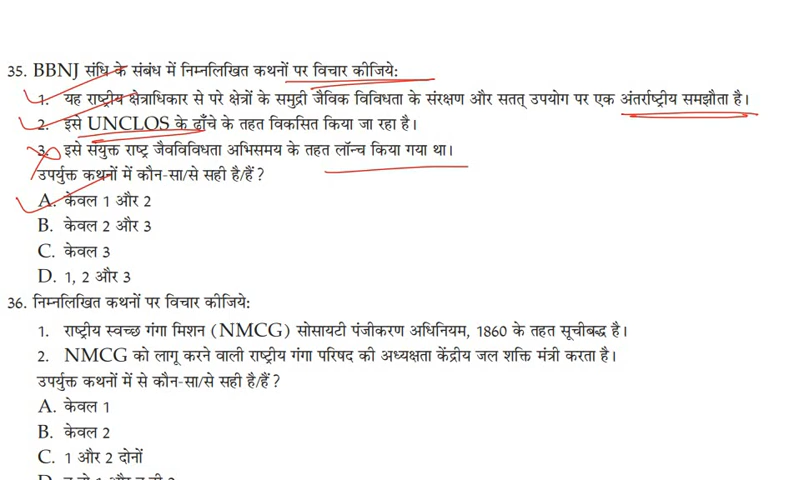 35. BBNJ संधि के संबंध में निम्नलिखित कथनों पर विचार कीजिये:
1. यह राष्ट्रीय क्षेत्राधिकार से परे क्षेत्रों के समुद्री जैविक विविधता के संरक्षण और सतत् उपयोग पर एक अंतर्राष्ट्रीय समझौता है।
2. इसे UNCLOS के ढाँचे के तहत विकसित किया जा रहा है।
3. इसे संयुक्त राष्ट्र जैवविविधता अभिसमय के तहत लॉन्च किया गया था।
उपर्युक्त कथनों में कौन-सा/से सही है/हैं ?
A. केवल 1 और 2
B. केवल 2 और 3
C. केवल 3
D. 1, 2 और 3
36. निम्नलिखित कथनों पर विचार कीजिये:
1. राष्ट्रीय स्वच्छ गंगा मिशन (NMCG) सोसायटी पंजीकरण अधिनियम, 1860 के तहत सूचीबद्ध है।
2. NMCG को लागू करने वाली राष्ट्रीय गंगा परिषद की अध्यक्षता केंद्रीय जल शक्ति मंत्री करता है।
उपर्युक्त कथनों में से कौन-सा/से सही है/हैं ?
A. केवल 1
B. केवल 2
C. 1 और 2 दोनों